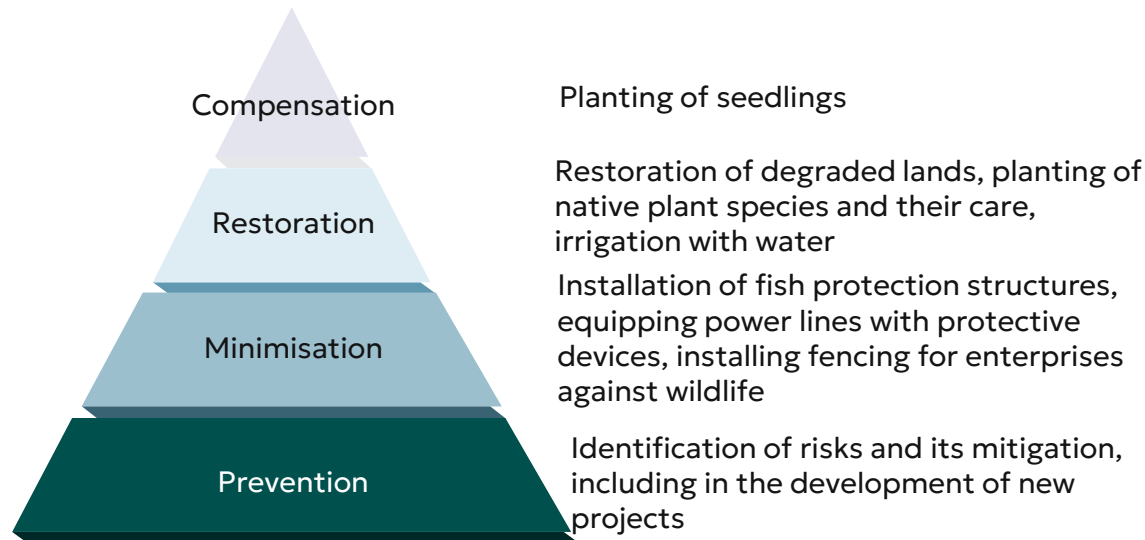 Compensation
Planting of seedlings
Restoration
Restoration of degraded lands, planting of
native plant species and their care,
irrigation with water
Minimisation
Installation of fish protection structures,
equipping power lines with protective
devices, installing fencing for enterprises
against wildlife
Prevention
Identification of risks and its mitigation,
including in the development of new
projects